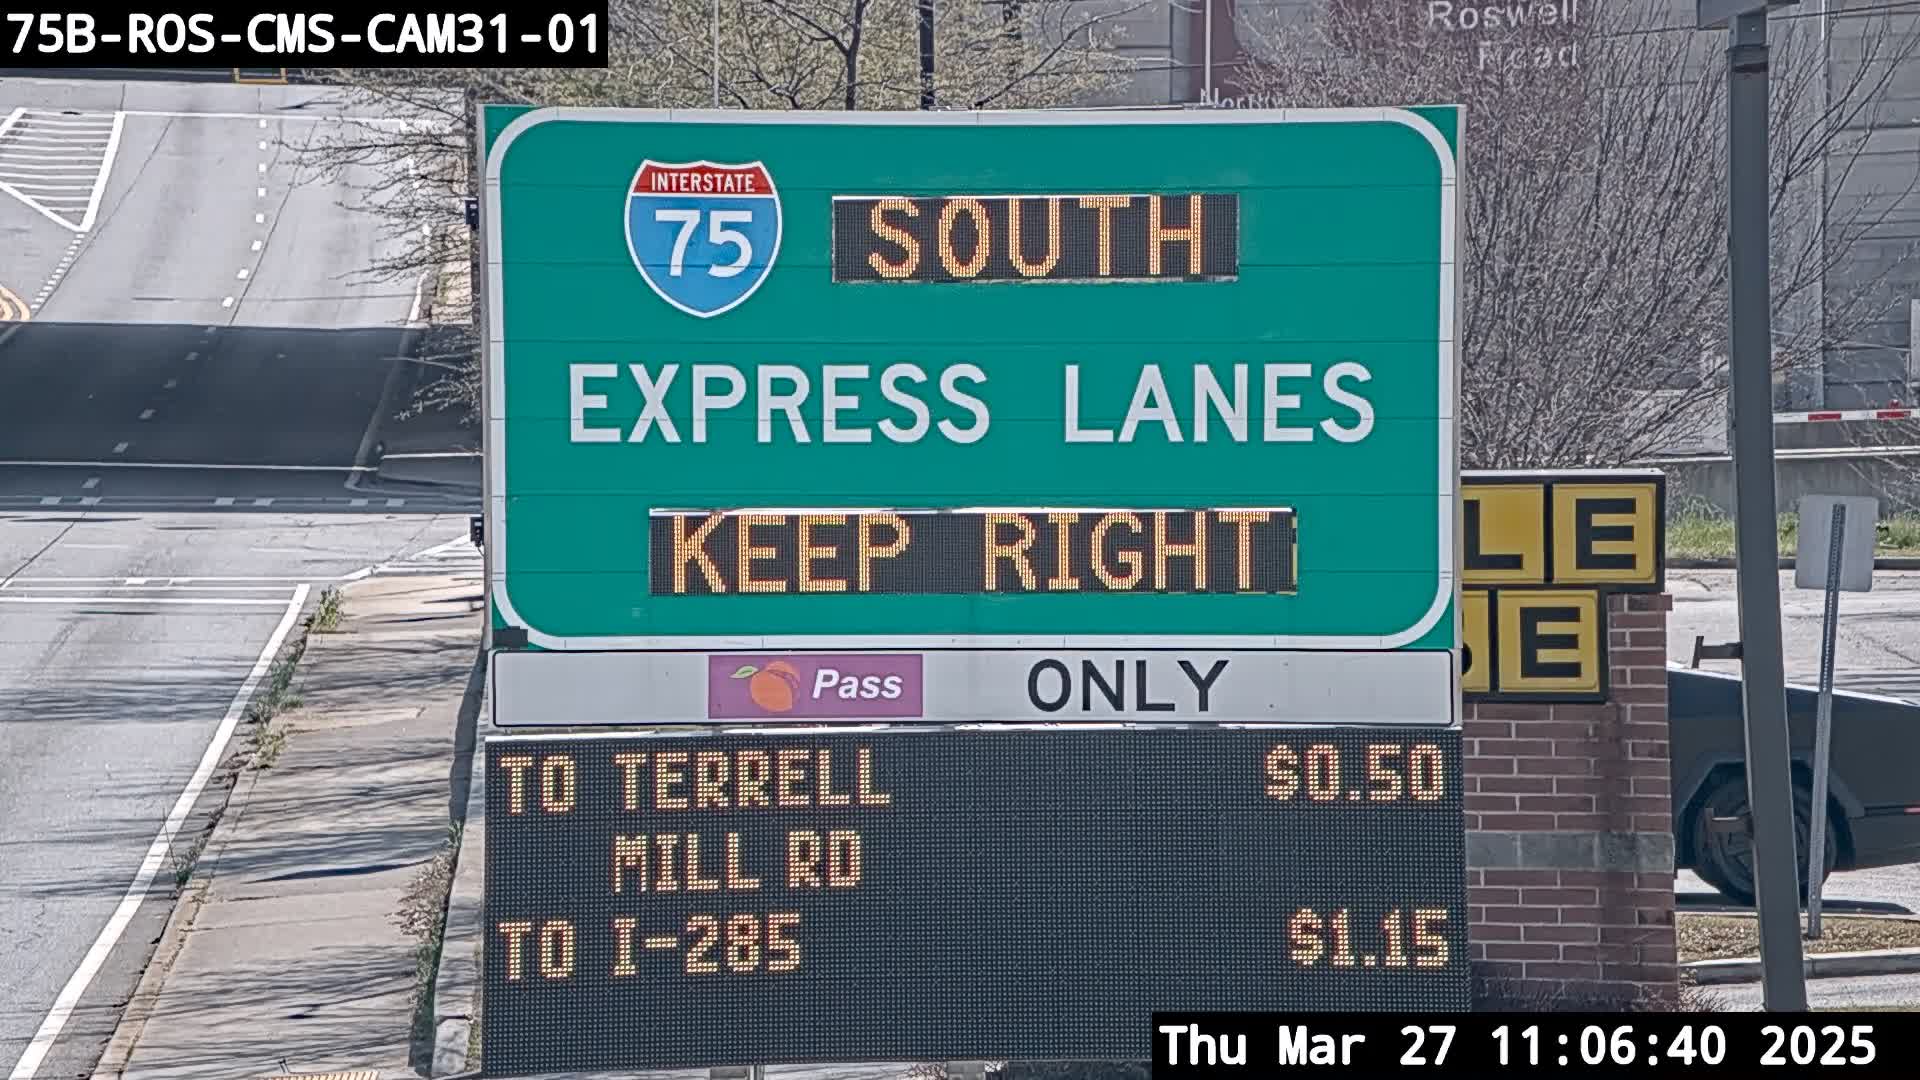 75B-ROS-CMS-CAM31-01
Roswell
Road
INTERSTATE
75
SOUTH
EXPRESS LANES
KEEP RIGHT
LE
E
Pass ONLY
TO TERRELL $0.50
MILL RD
TO I-285 $1.15
Thu Mar 27 11:06:40 2025